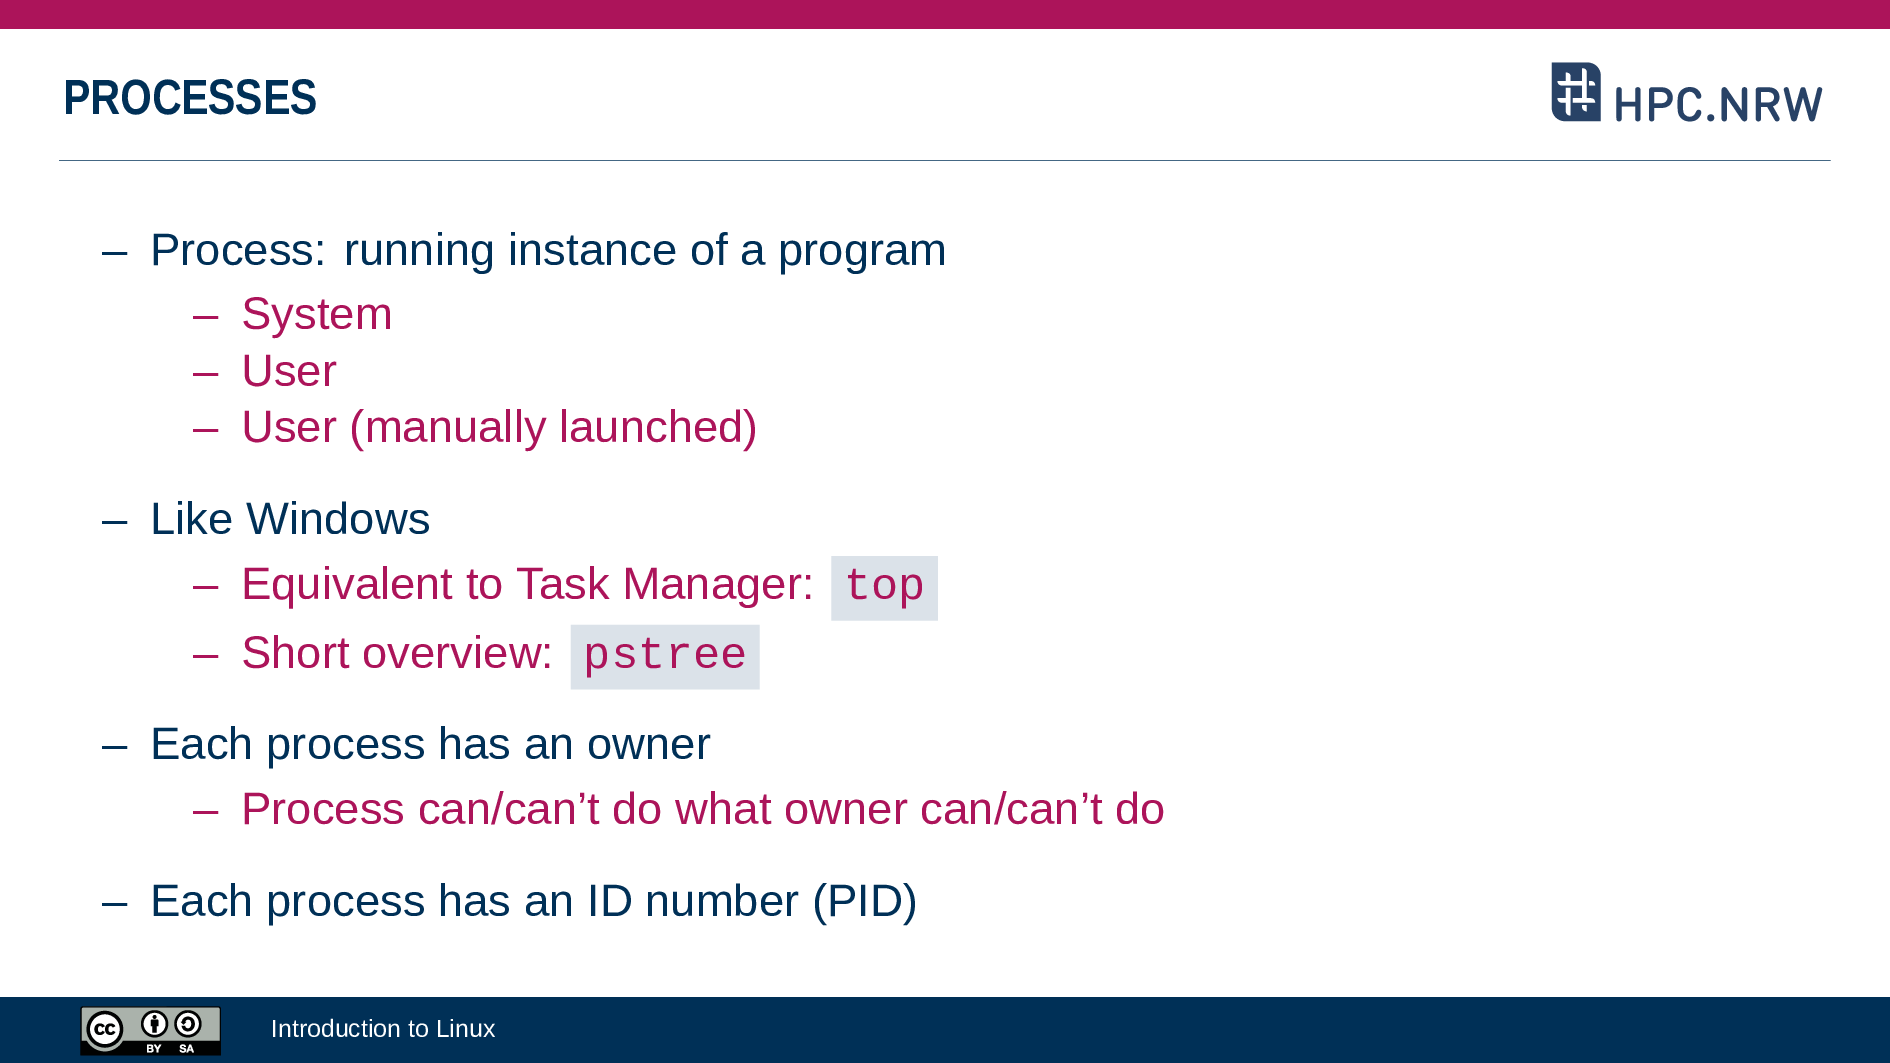 PROCESSES
HPC.NRW
– Process: running instance of a program
– System
– User
– User (manually launched)
– Like Windows
– Equivalent to Task Manager: top
– Short overview: pstree
– Each process has an owner
– Process can/can’t do what owner can/can’t do
– Each process has an ID number (PID)
cc
BY SA
Introduction to Linux